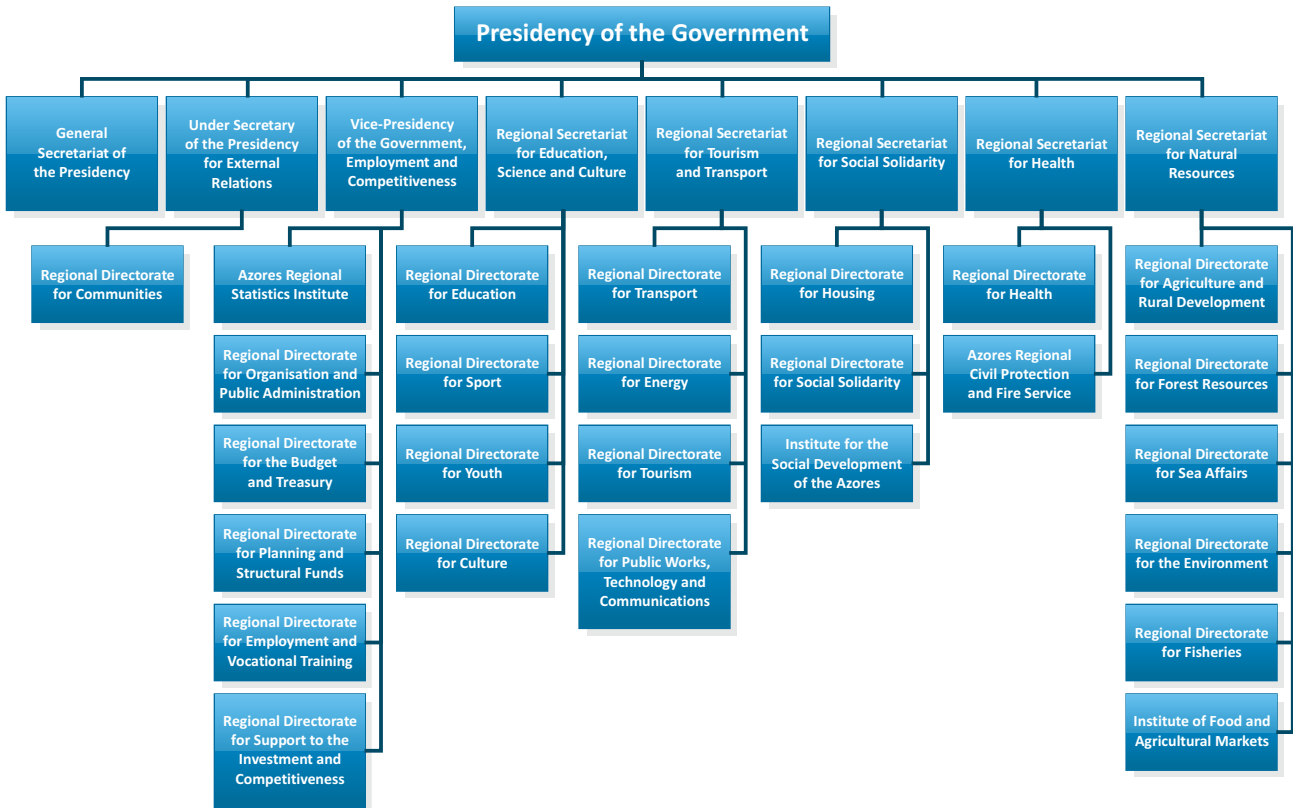 Presidency of the Government
General
Secretariat of
the Presidency
Under Secretary
of the Presidency
for External
Relations
Vice-Presidency
of the Government,
Employment and
Competitiveness
Regional Secretariat
for Education,
Science and Culture
Regional Secretariat
for Tourism
and Transport
Regional Secretariat
for Social Solidarity
Regional Secretariat
for Health
Regional Secretariat
for Natural
Resources
Regional Directorate
for Communities
Azores Regional
Statistics Institute
Regional Directorate
for Organisation and
Public Administration
Regional Directorate
for the Budget
and Treasury
Regional Directorate
for Planning and
Structural Funds
Regional Directorate
for Employment and
Vocational Training
Regional Directorate
for Support to the
Investment and
Competitiveness
Regional Directorate
for Education
Regional Directorate
for Sport
Regional Directorate
for Youth
Regional Directorate
for Culture
Regional Directorate
for Transport
Regional Directorate
for Energy
Regional Directorate
for Tourism
Regional Directorate
for Public Works,
Technology and
Communications
Regional Directorate
for Housing
Regional Directorate
for Social Solidarity
Institute for the
Social Development
of the Azores
Regional Directorate
for Health
Azores Regional
Civil Protection
and Fire Service
Regional Directorate
for Agriculture and
Rural Development
Regional Directorate
for Forest Resources
Regional Directorate
for Sea Affairs
Regional Directorate
for the Environment
Regional Directorate
for Fisheries
Institute of Food and
Agricultural Markets